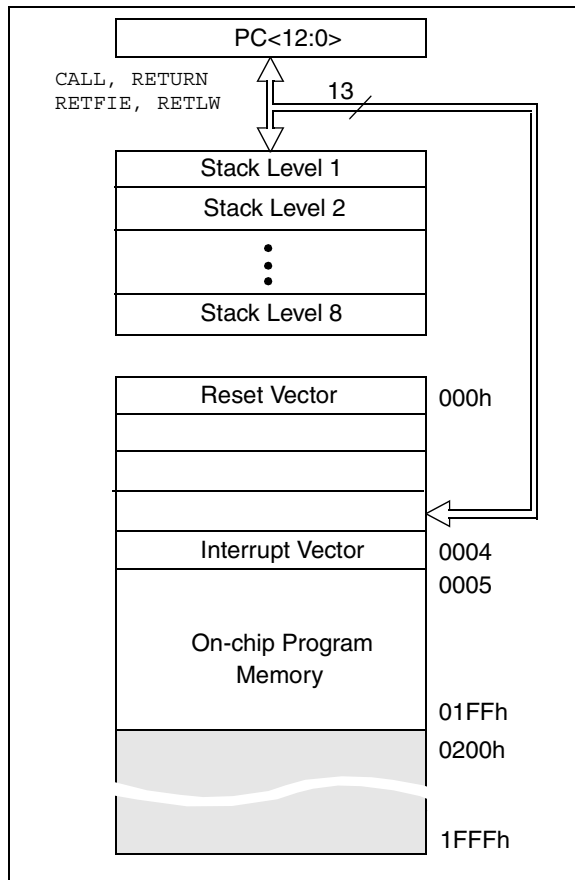 PC<12:0>
CALL, RETURN
RETFIE, RETLW
13
Stack Level 1
Stack Level 2
Stack Level 8
Reset Vector
000h
Interrupt Vector
0004
0005
On-chip Program
Memory
01FFh
0200h
1FFFh